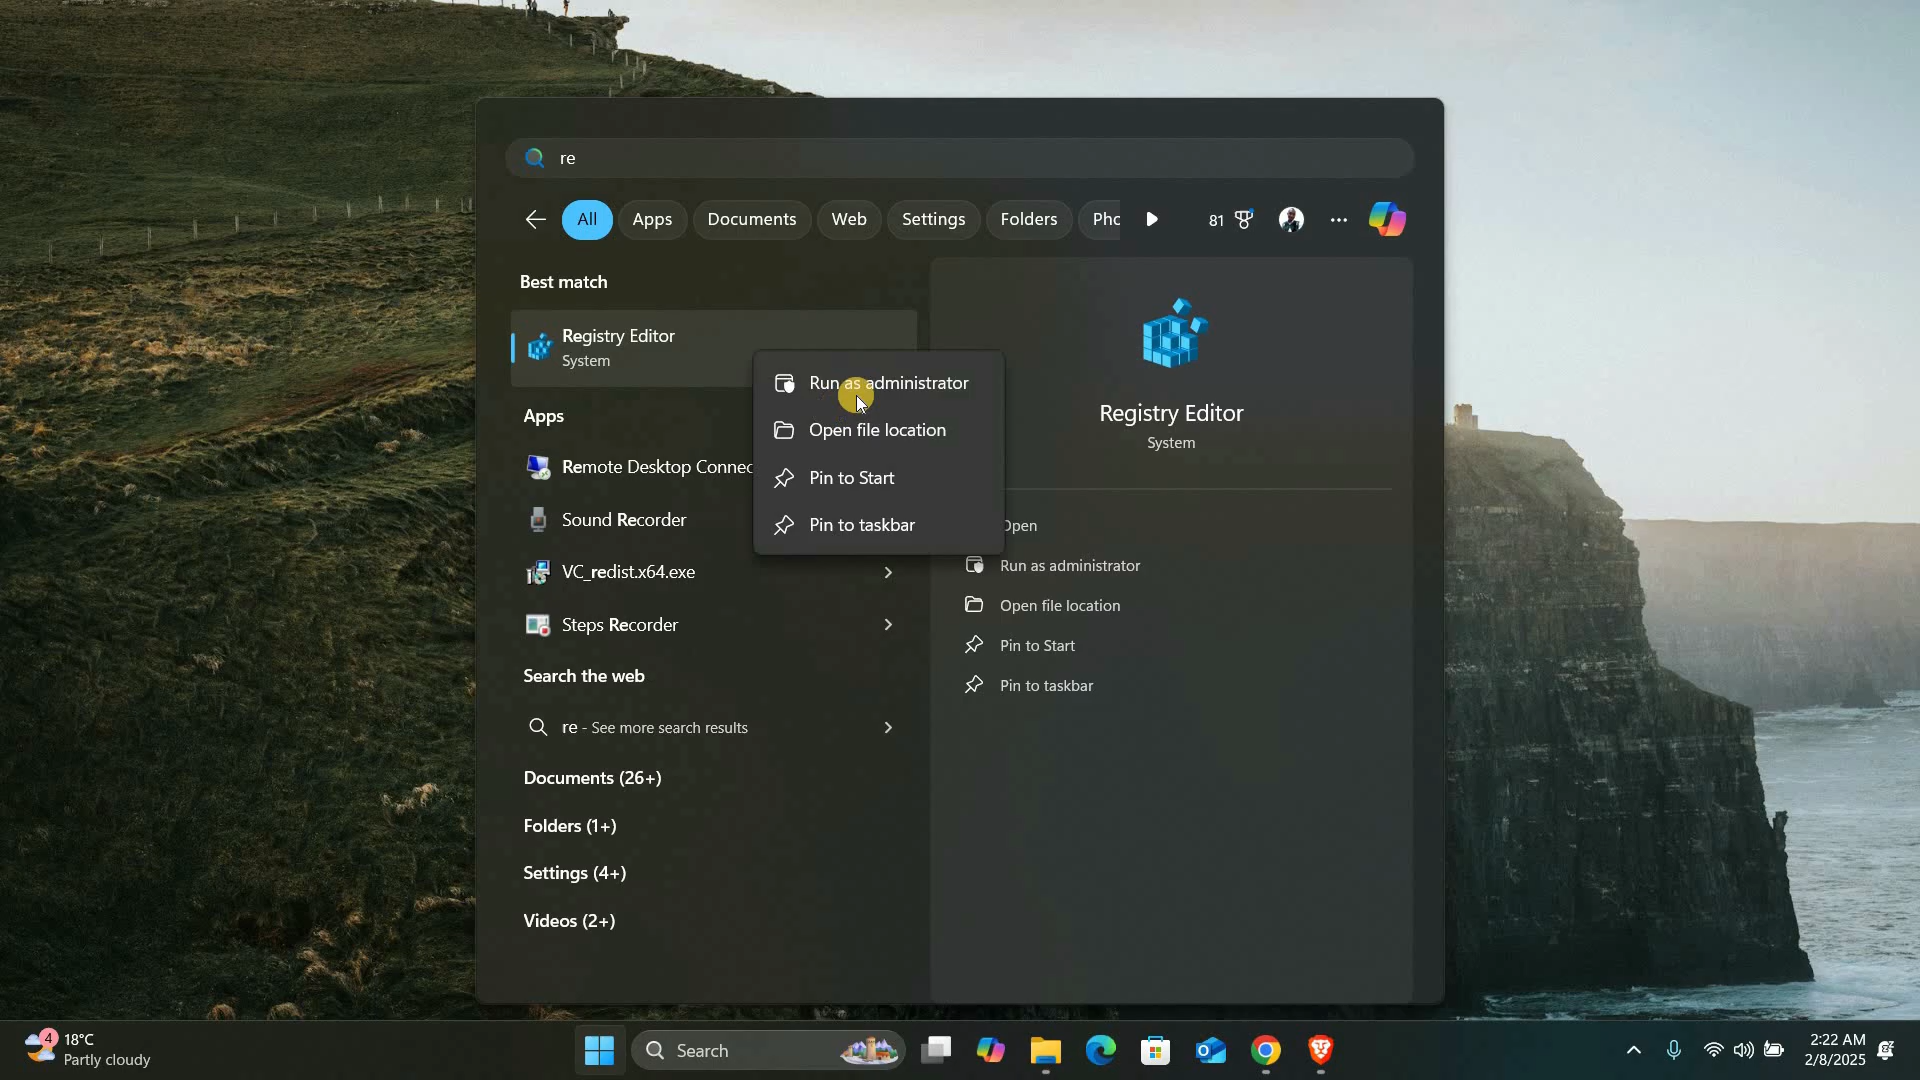 re
All
Apps
Documents
Web
Settings
Folders
Pho
81
Best match
Registry Editor
System
Apps
Remote Desktop Connec
Sound Recorder
VC_redist.x64.exe
Steps Recorder
Search the web
re - See more search results
Documents (26+)
Folders (1+)
Settings (4+)
Videos (2+)
Run as administrator
Open file location
Pin to Start
Pin to taskbar
Registry Editor
System
Open
Run as administrator
Open file location
Pin to Start
Pin to taskbar
4
18°C
Partly cloudy
Search
2:22 AM
2/8/2025